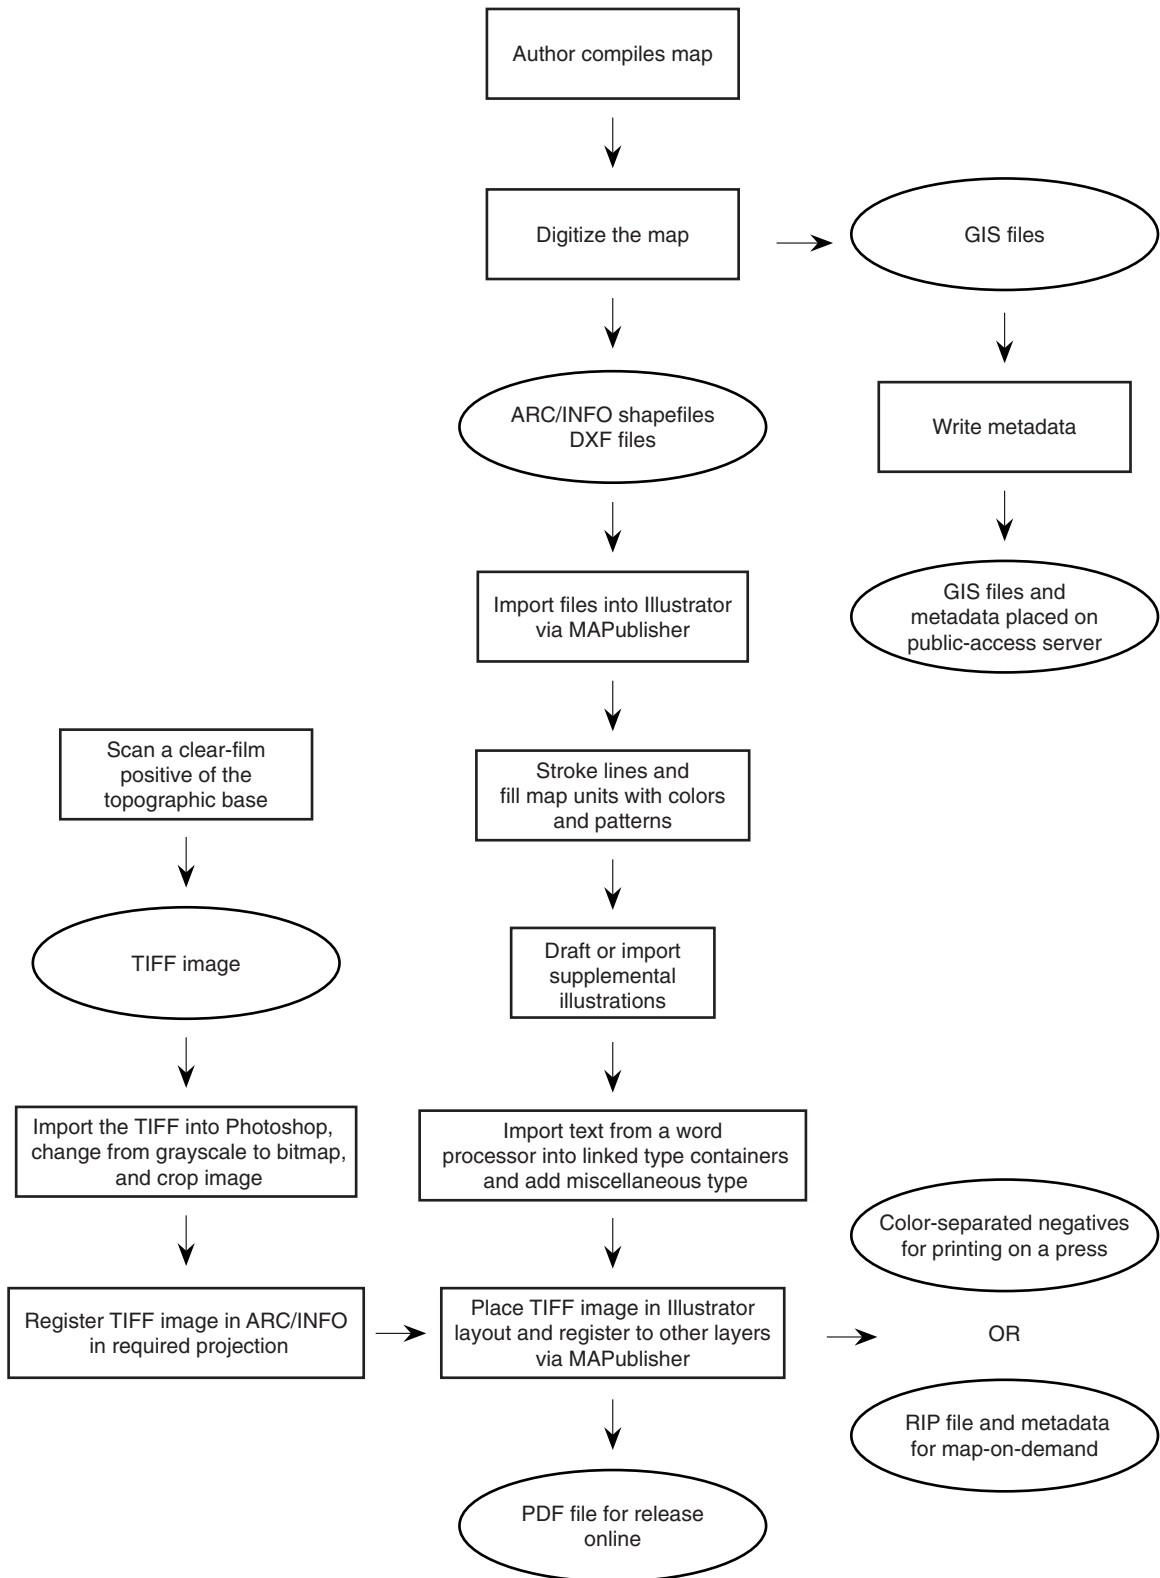 Author compiles map
Digitize the map
GIS files
ARC/INFO shapefiles
DXF files
Write metadata
Import files into Illustrator
via MAPublisher
GIS files and
metadata placed on
public-access server
Scan a clear-film
positive of the
topographic base
Stroke lines and
fill map units with colors
and patterns
TIFF image
Draft or import
supplemental
illustrations
Import the TIFF into Photoshop,
change from grayscale to bitmap,
and crop image
Import text from a word
processor into linked type containers
and add miscellaneous type
Color-separated negatives
for printing on a press
Register TIFF image in ARC/INFO
in required projection
Place TIFF image in Illustrator
layout and register to other layers
via MAPublisher
OR
RIP file and metadata
for map-on-demand
PDF file for release
online